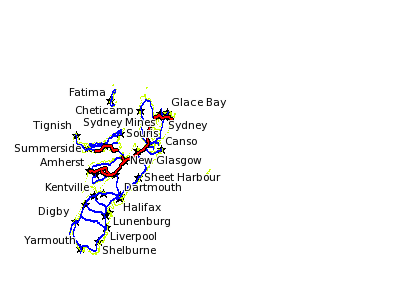 Fatima
Glace Bay
Cheticamp
Sydney Mines
Sydney
Tignish
Souris
Canso
Summerside
New Glasgow
Amherst
Sheet Harbour
Kentville
Dartmouth
Halifax
Digby
Lunenburg
Liverpool
Yarmouth
Shelburne